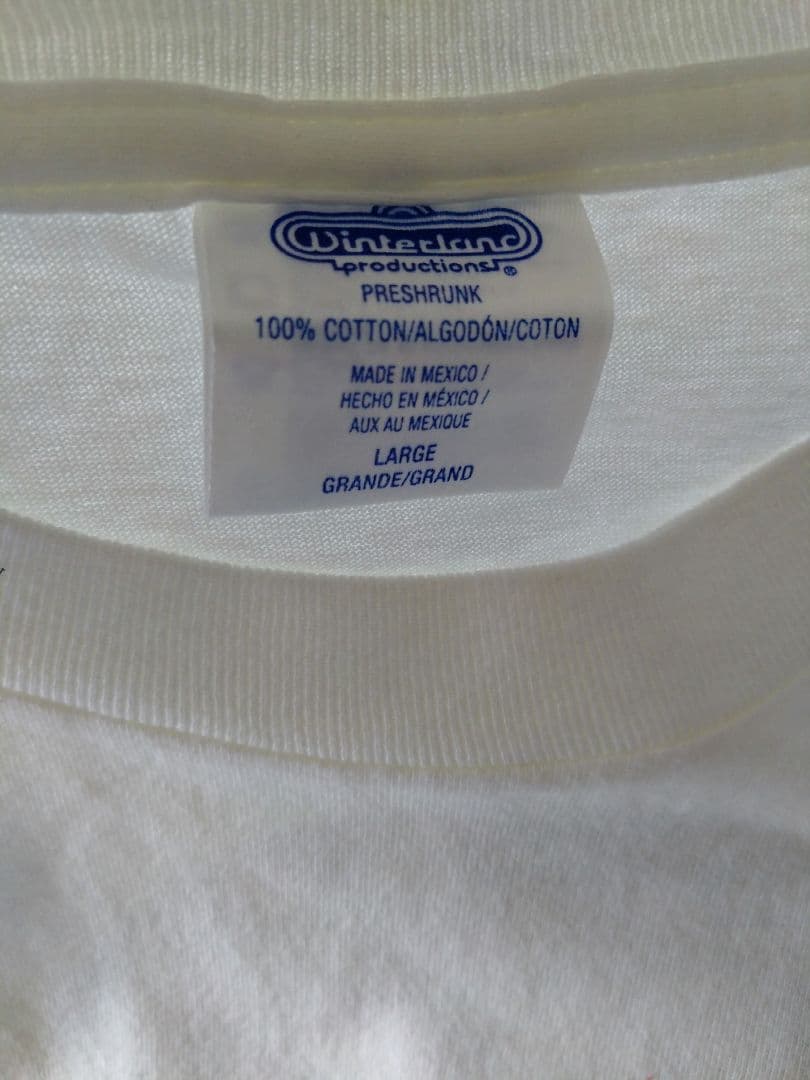 Winterland
productions®
PRESHRUNK
100% COTTON/ALGODÓN/COTON
MADE IN MEXICO /
HECHO EN MÉXICO /
AUX AU MEXIQUE
LARGE
GRANDE/GRAND